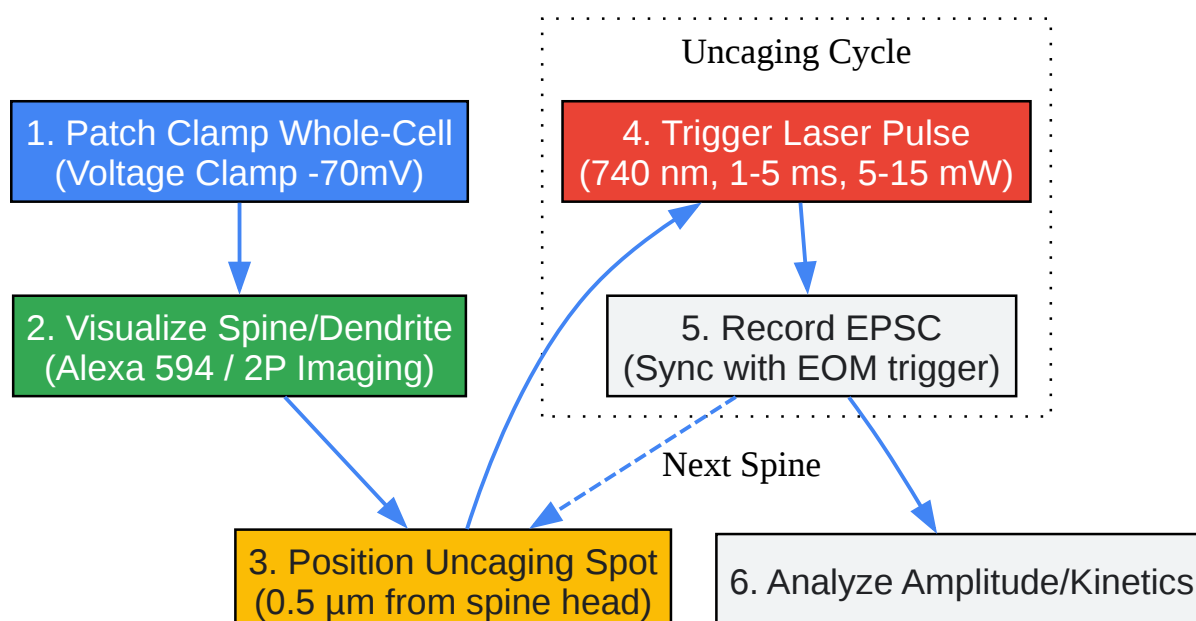 Uncaging Cycle
1. Patch Clamp Whole-Cell
(Voltage Clamp -70mV)
4. Trigger Laser Pulse
(740 nm, 1-5 ms, 5-15 mW)
2. Visualize Spine/Dendrite
(Alexa 594 / 2P Imaging)
5. Record EPSC
(Sync with EOM trigger)
Next Spine
3. Position Uncaging Spot
(0.5 µm from spine head)
6. Analyze Amplitude/Kinetics